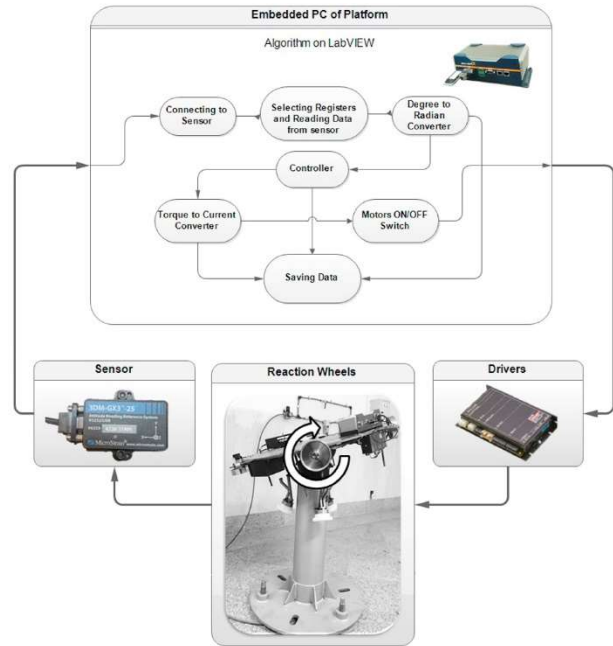 Embedded PC of Platform
Algorithm on LabVIEW
Connecting to
Sensor
Selecting Registers
and Reading Data
from sensor
Degree to
Radian
Converter
Controller
Torque to Current
Converter
Motors ON/OFF
Switch
Saving Data
Sensor
3DM-GX3®-25
MicroStrain
Reaction Wheels
Drivers